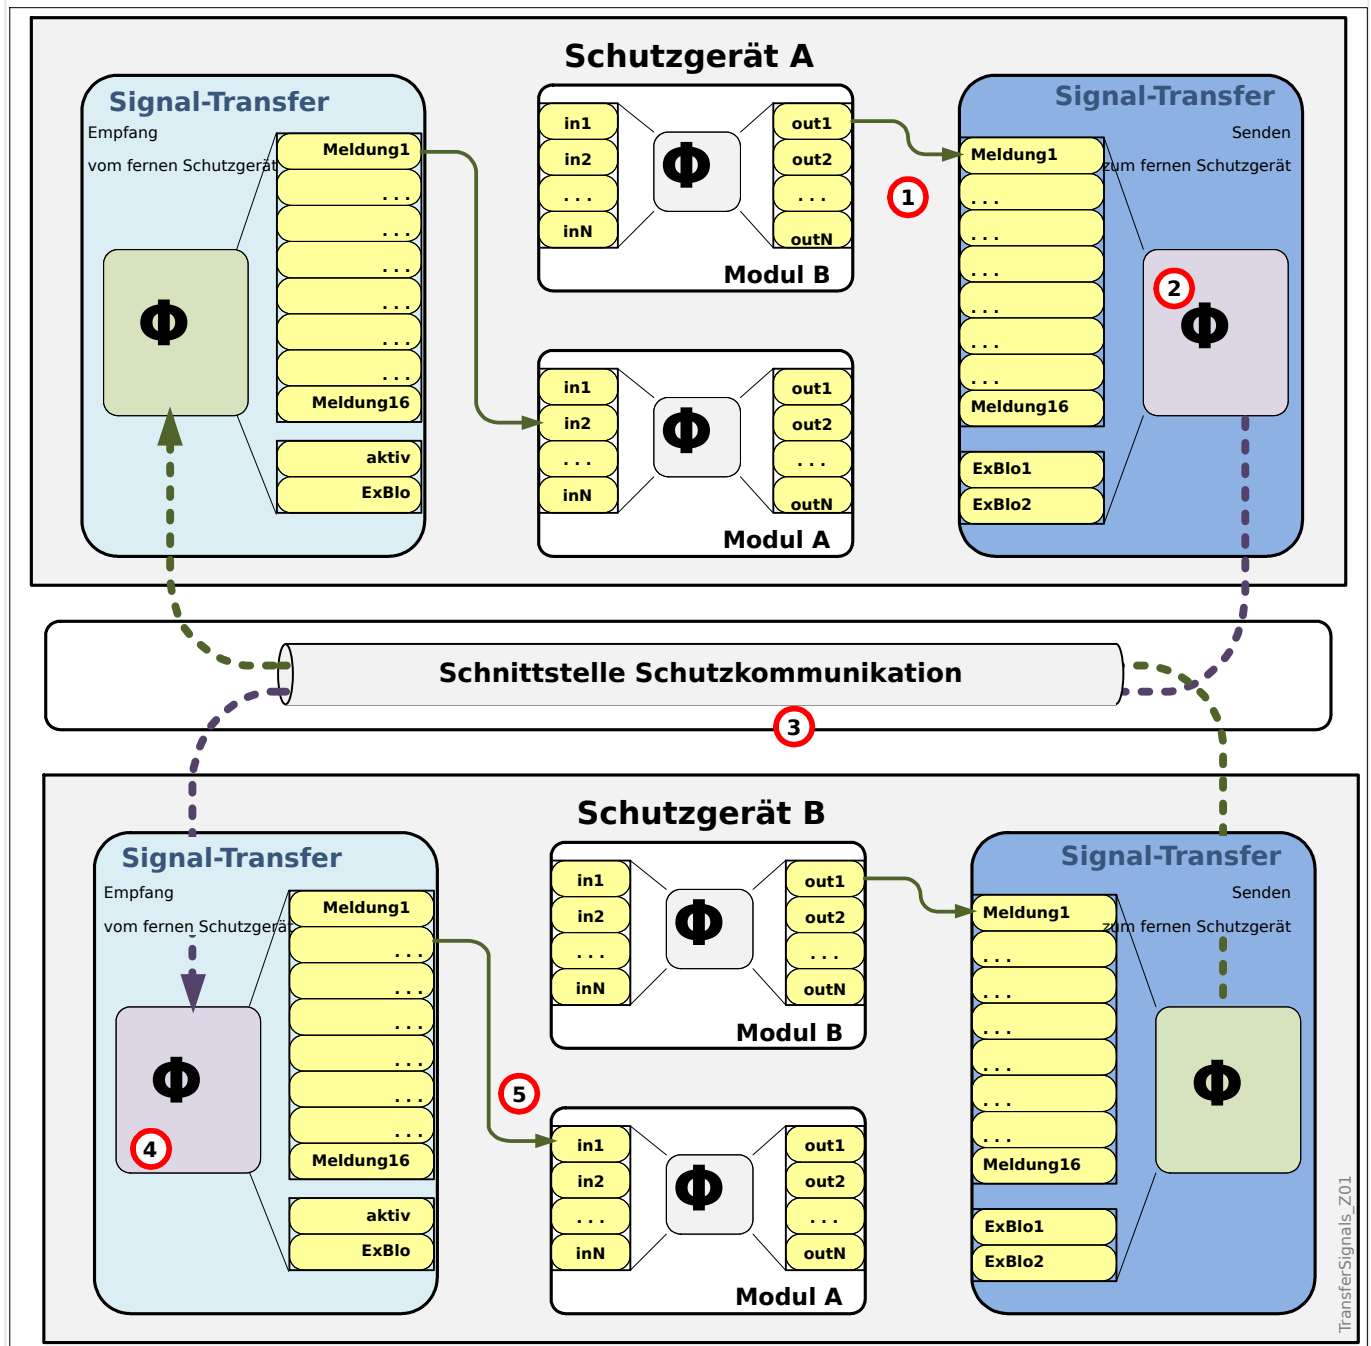 Schutzgerät A
Signal-Transfer
Empfang
vom fernen Schutzgerät
Φ
Meldung1
. . .
. . .
. . .
. . .
. . .
. . .
Meldung16
aktiv
ExBlo
in1
in2
. . .
inN
Φ
out1
out2
. . .
outN
Modul B
in1
in2
. . .
inN
Φ
out1
out2
. . .
outN
Modul A
1
Signal-Transfer
Senden
zum fernen Schutzgerät
Meldung1
. . .
. . .
. . .
. . .
. . .
. . .
Meldung16
ExBlo1
ExBlo2
2
Φ
Schnittstelle Schutzkommunikation
3
Schutzgerät B
Signal-Transfer
Empfang
vom fernen Schutzgerät
Φ
4
Meldung1
. . .
. . .
. . .
. . .
. . .
. . .
Meldung16
aktiv
ExBlo
5
in1
in2
. . .
inN
Φ
out1
out2
. . .
outN
Modul B
in1
in2
. . .
inN
Φ
out1
out2
. . .
outN
Modul A
Signal-Transfer
Senden
zum fernen Schutzgerät
Meldung1
. . .
. . .
. . .
. . .
. . .
. . .
Meldung16
ExBlo1
ExBlo2
Φ
TransferSignals_Z01